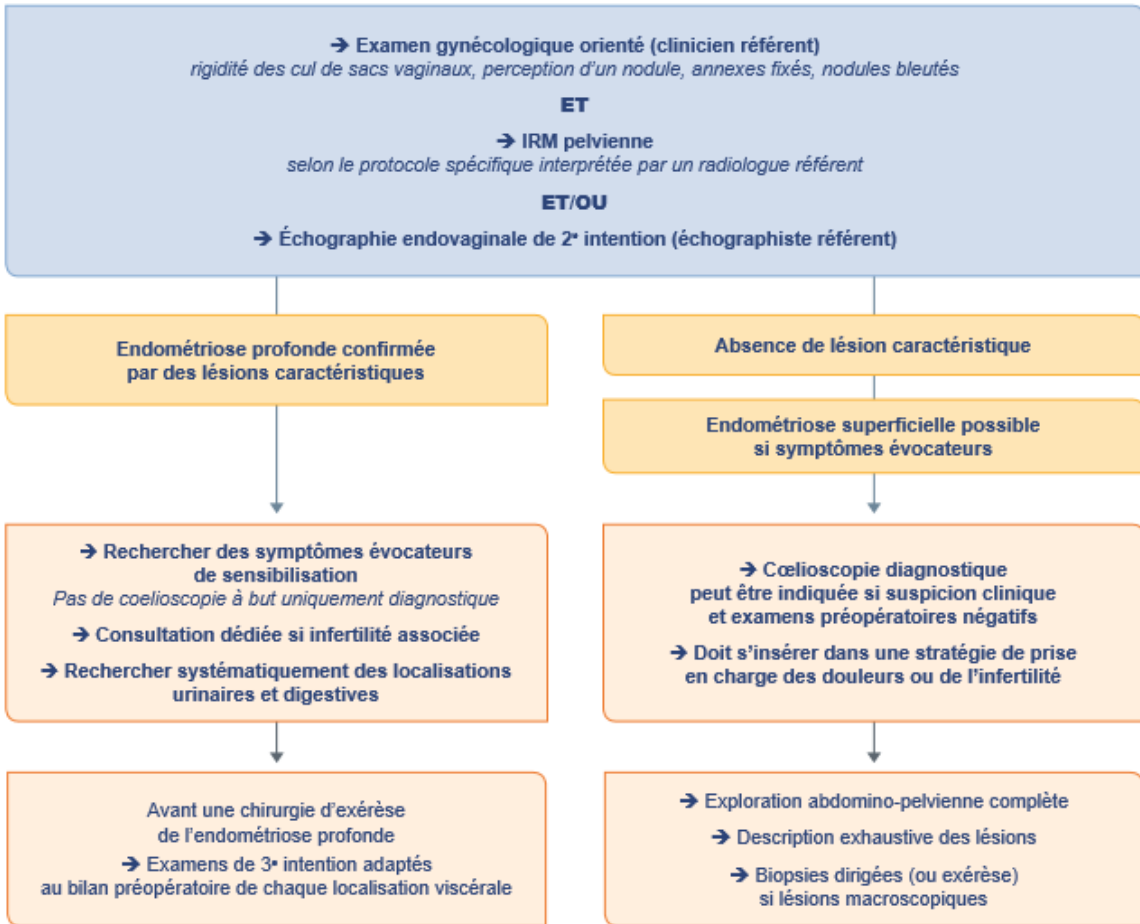 → Examen gynécologique orienté (clinicien référent)
rigidité des cul de sacs vaginaux, perception d'un nodule, annexes fixés, nodules bleutés
ET
→ IRM pelvienne
selon le protocole spécifique interprétée par un radiologue référent
ET/OU
→ Échographie endovaginale de 2e intention (échographiste référent)
Endométriose profonde confirmée
par des lésions caractéristiques
→ Rechercher des symptômes évocateurs
de sensibilisation
Pas de coelioscopie à but uniquement diagnostique
→ Consultation dédiée si infertilité associée
→ Rechercher systématiquement des localisations
urinaires et digestives
Avant une chirurgie d'exérèse
de l'endométriose profonde
→ Examens de 3e intention adaptés
au bilan préopératoire de chaque localisation viscérale
Absence de lésion caractéristique
Endométriose superficielle possible
si symptômes évocateurs
→ Cœlioscopie diagnostique
peut être indiquée si suspicion clinique
et examens préopératoires négatifs
→ Doit s'insérer dans une stratégie de prise
en charge des douleurs ou de l'infertilité
→ Exploration abdomino-pelvienne complète
→ Description exhaustive des lésions
→ Biopsies dirigées (ou exérèse)
si lésions macroscopiques